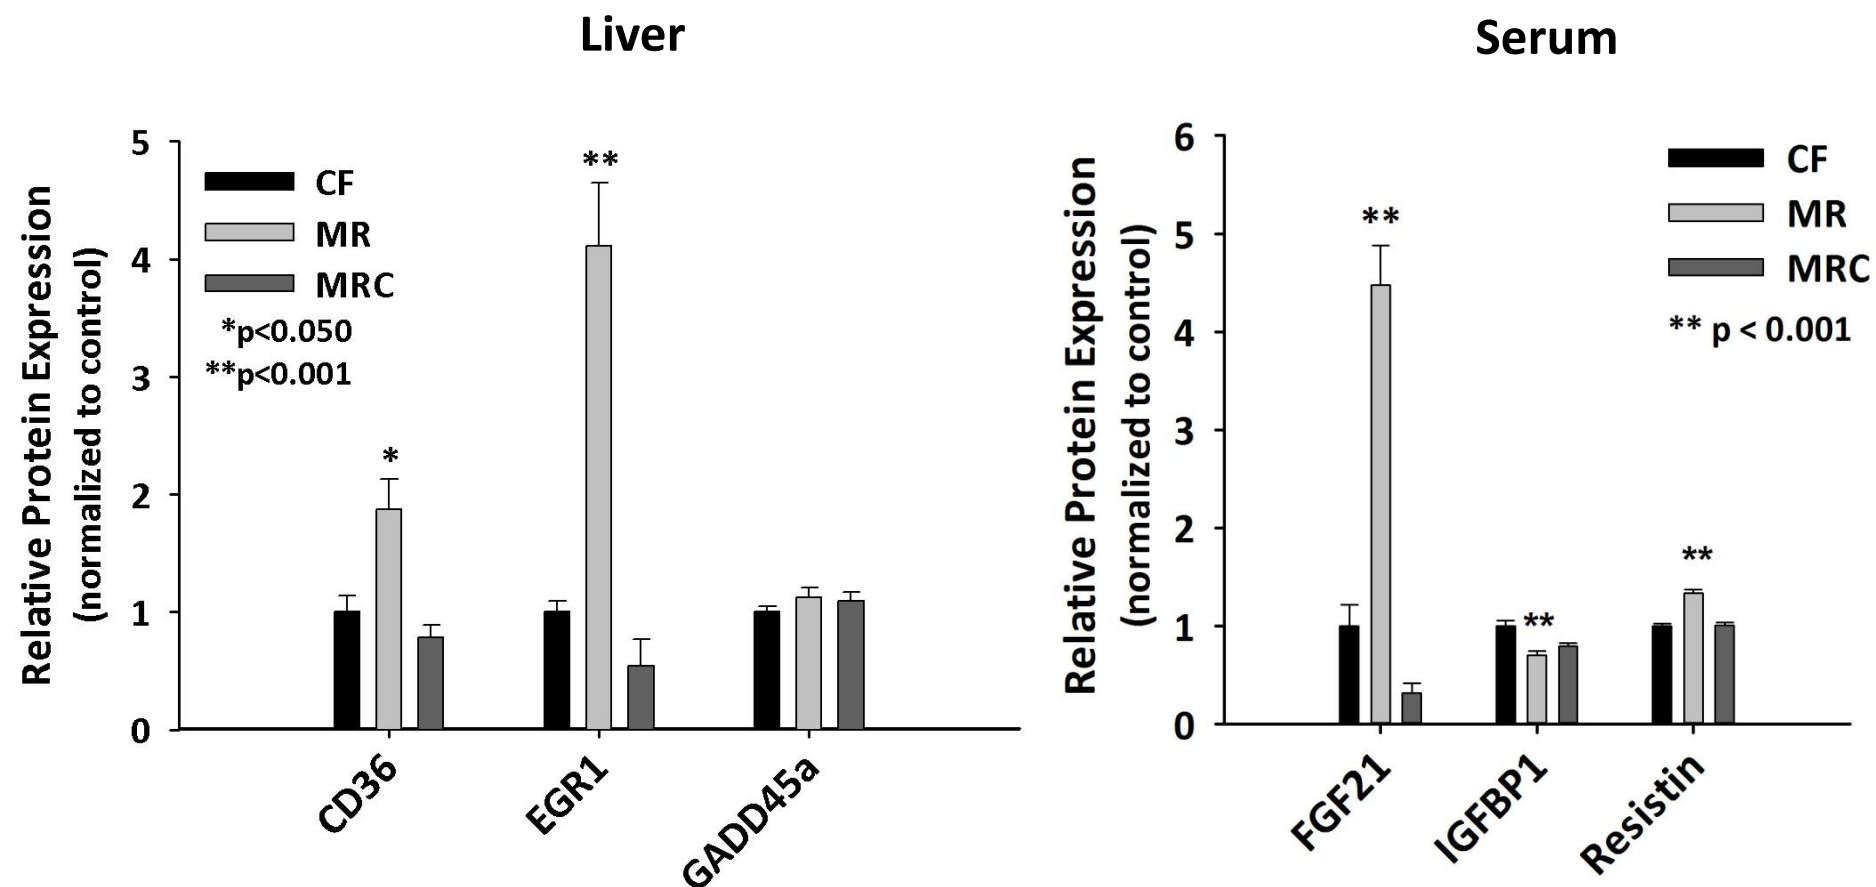 Liver
Relative Protein Expression
(normalized to control)
5
4
3
2
1
0
CF
MR
MRC
*p<0.050
**p<0.001
*
**
CD36
EGR1
GADD45a
Serum
Relative Protein Expression
(normalized to control)
6
5
4
3
2
1
0
CF
MR
MRC
** p < 0.001
**
**
**
FGF21
IGFBP1
Resistin